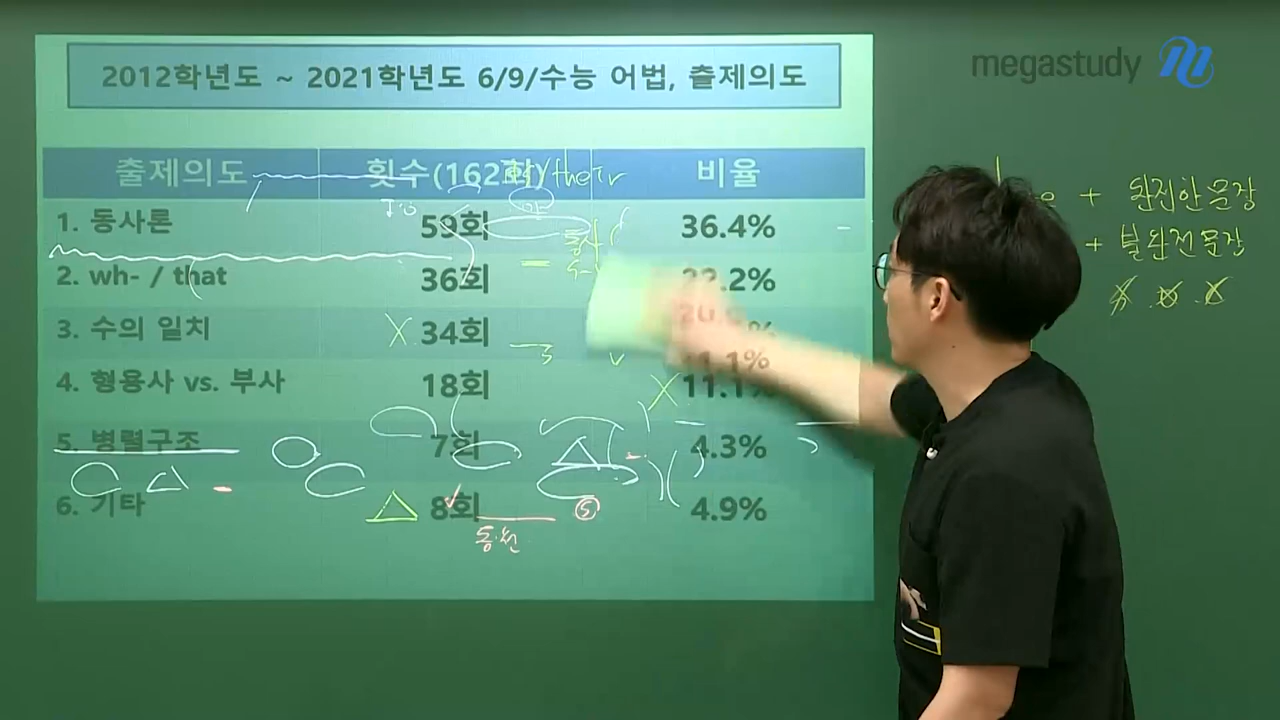 megastudy
2012학년도 ~ 2021학년도 6/9/수능 어법, 출제의도
출제의도 횟수(162회) 비율
/their
1. 동사론 59회 36.4%
동사
2. wh- / that 36회 22.2%
3. 수의 일치 X 34회
4. 형용사 vs. 부사 18회 X 11.1%
5. 병렬구조 7회 4.3%
6. 기타 8회 ⑤ 4.9%
+ 완전한 문장
+ 불완전 문장